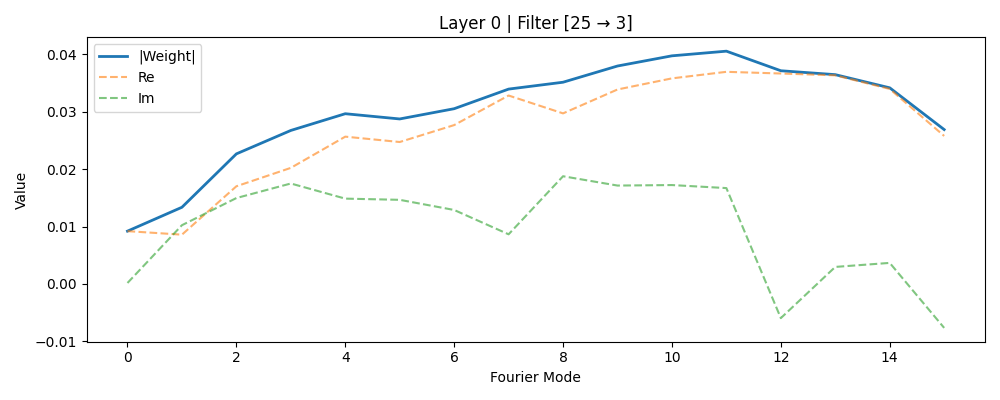 Layer 0 | Filter [25 → 3]
|Weight|
Re
Im
Value
0.04
0.03
0.02
0.01
0.00
−0.01
0 2 4 6 8 10 12 14
Fourier Mode